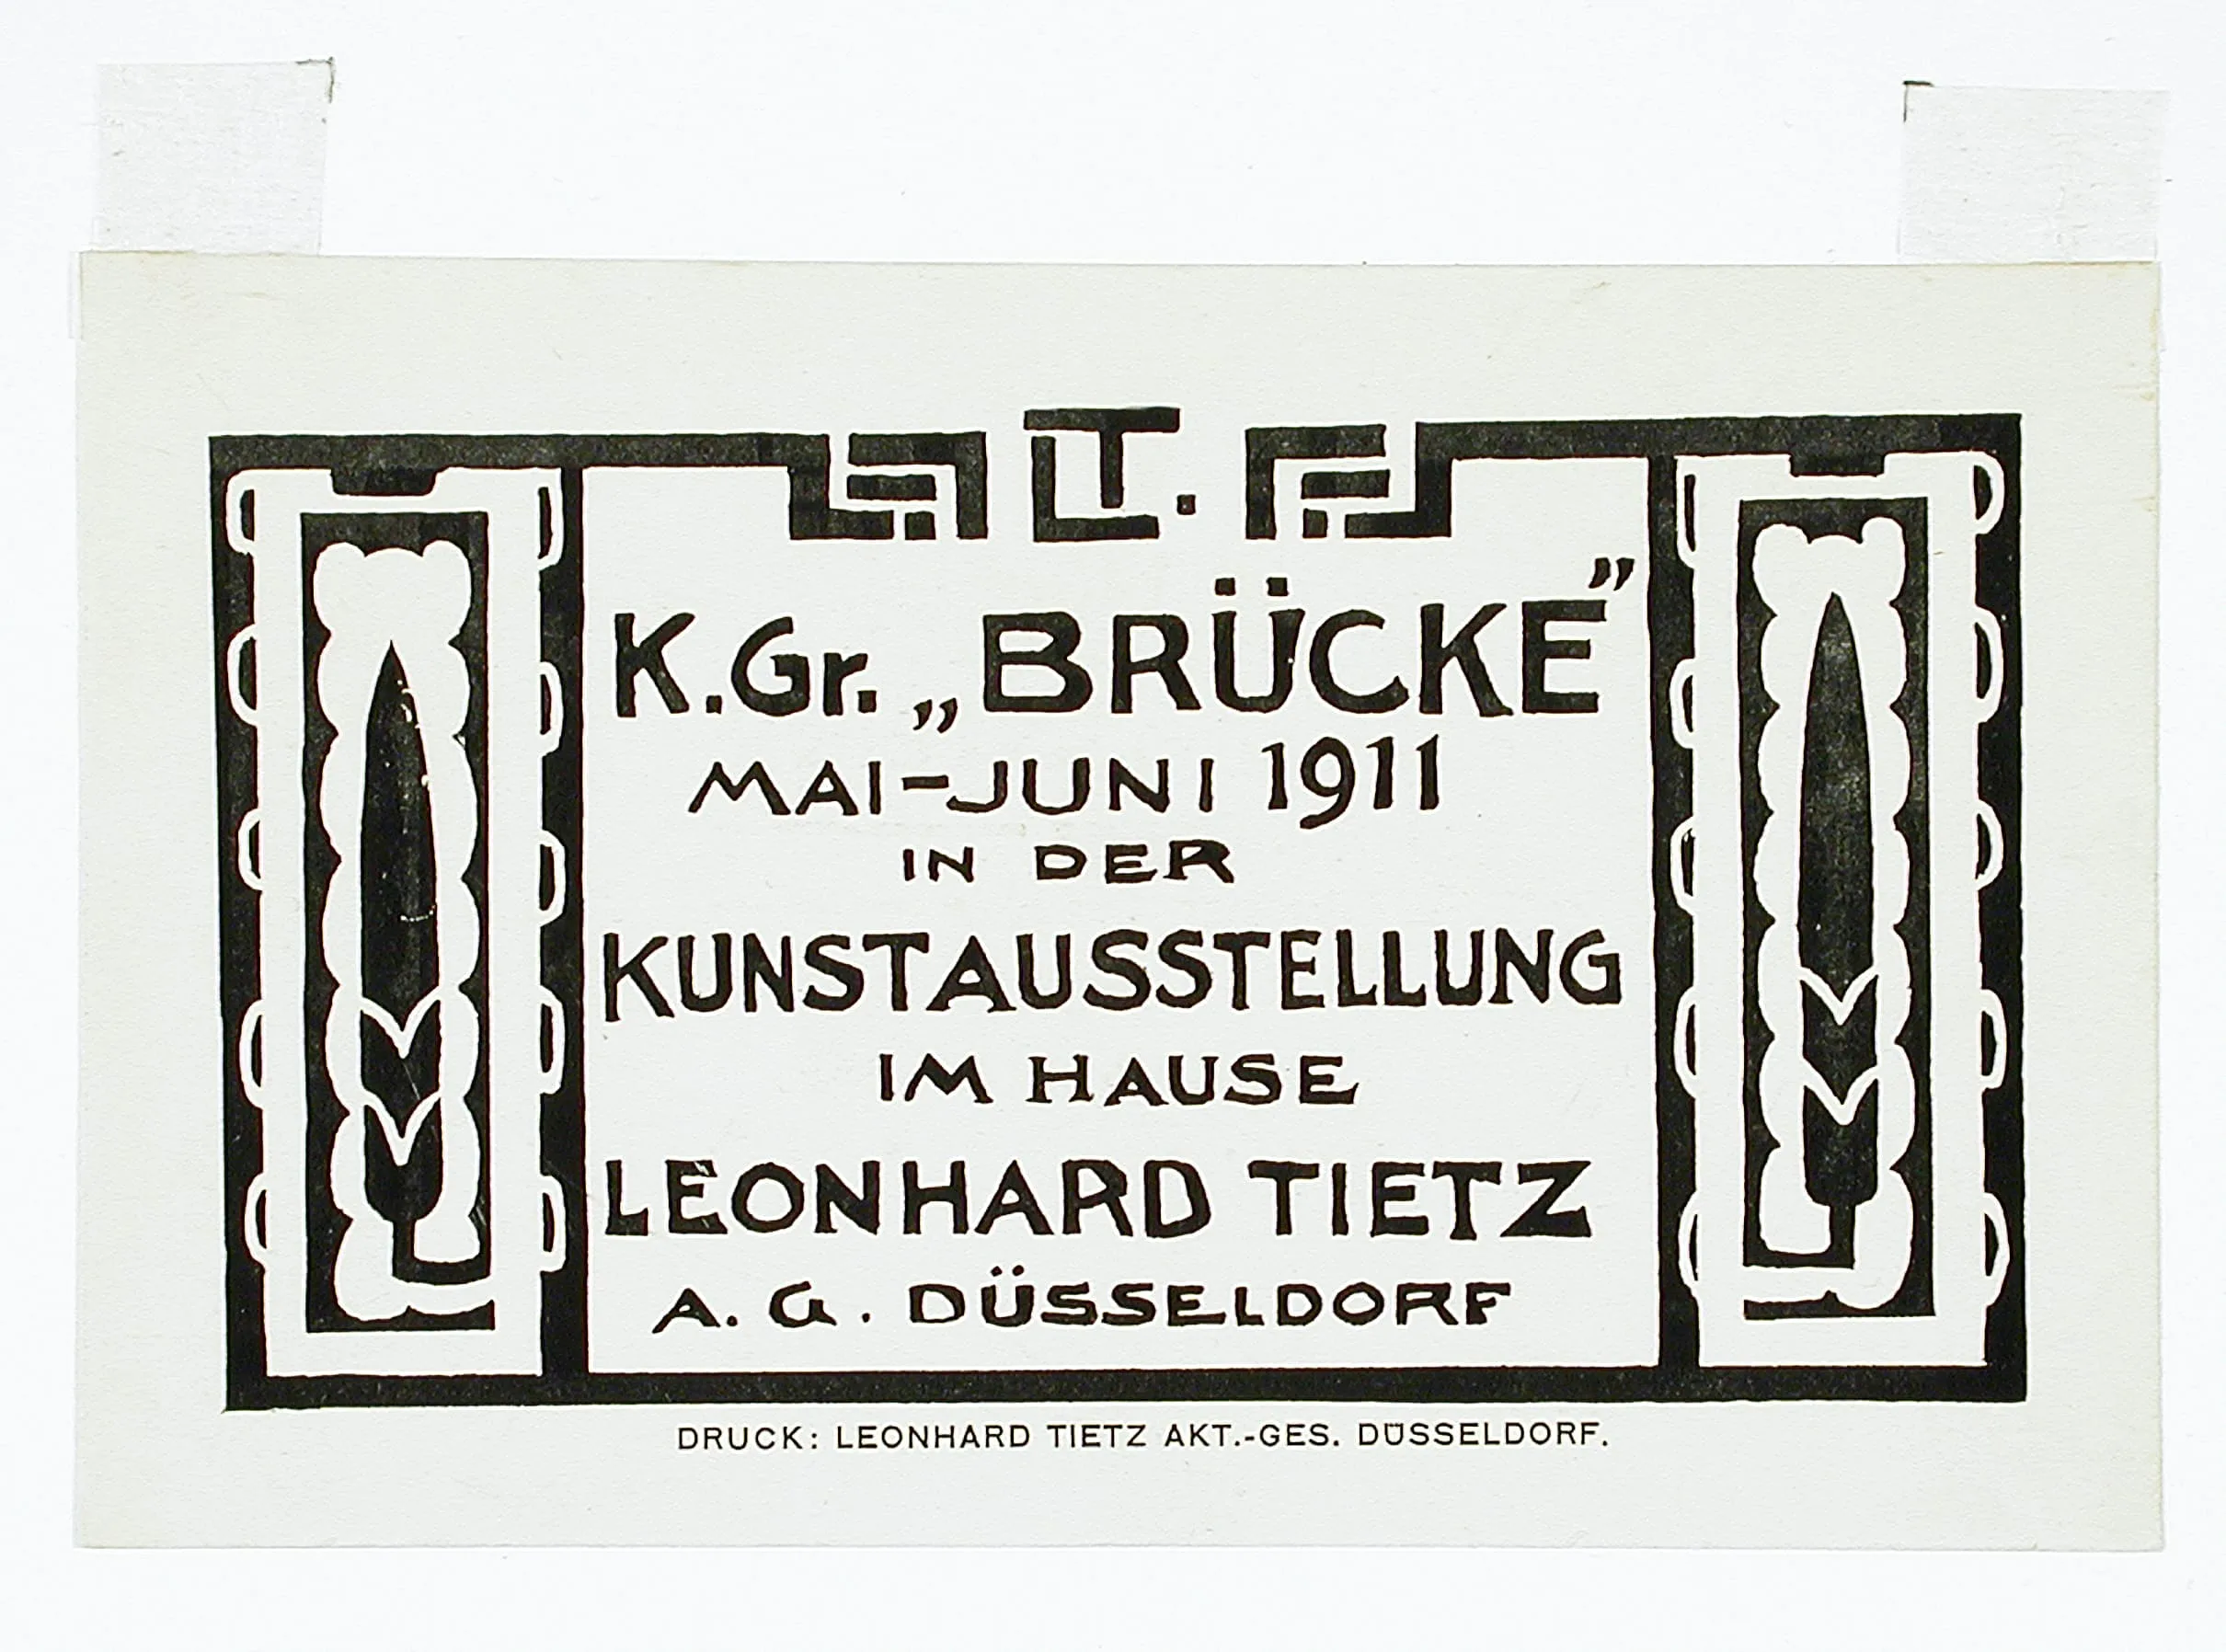 LT.
K.Gr. „BRÜCKE”
MAI-JUNI 1911
IN DER
KUNSTAUSSTELLUNG
IM HAUSE
LEONHARD TIETZ
A. G. DÜSSELDORF
DRUCK: LEONHARD TIETZ AKT.-GES. DÜSSELDORF.